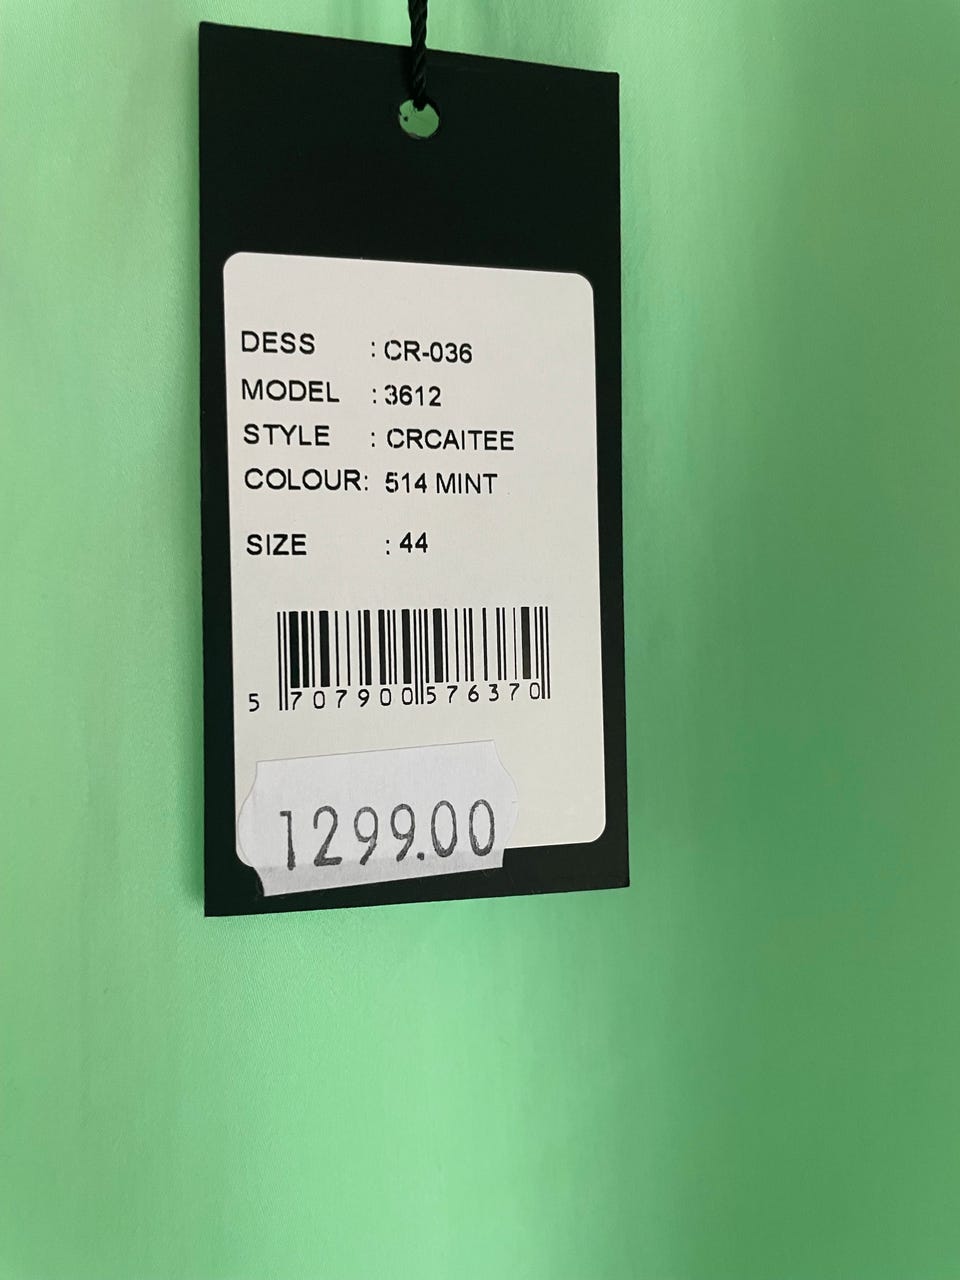 DESS : CR-036
MODEL : 3612
STYLE : CRCAITEE
COLOUR: 514 MINT
SIZE : 44
5 707900 576370
1299.00